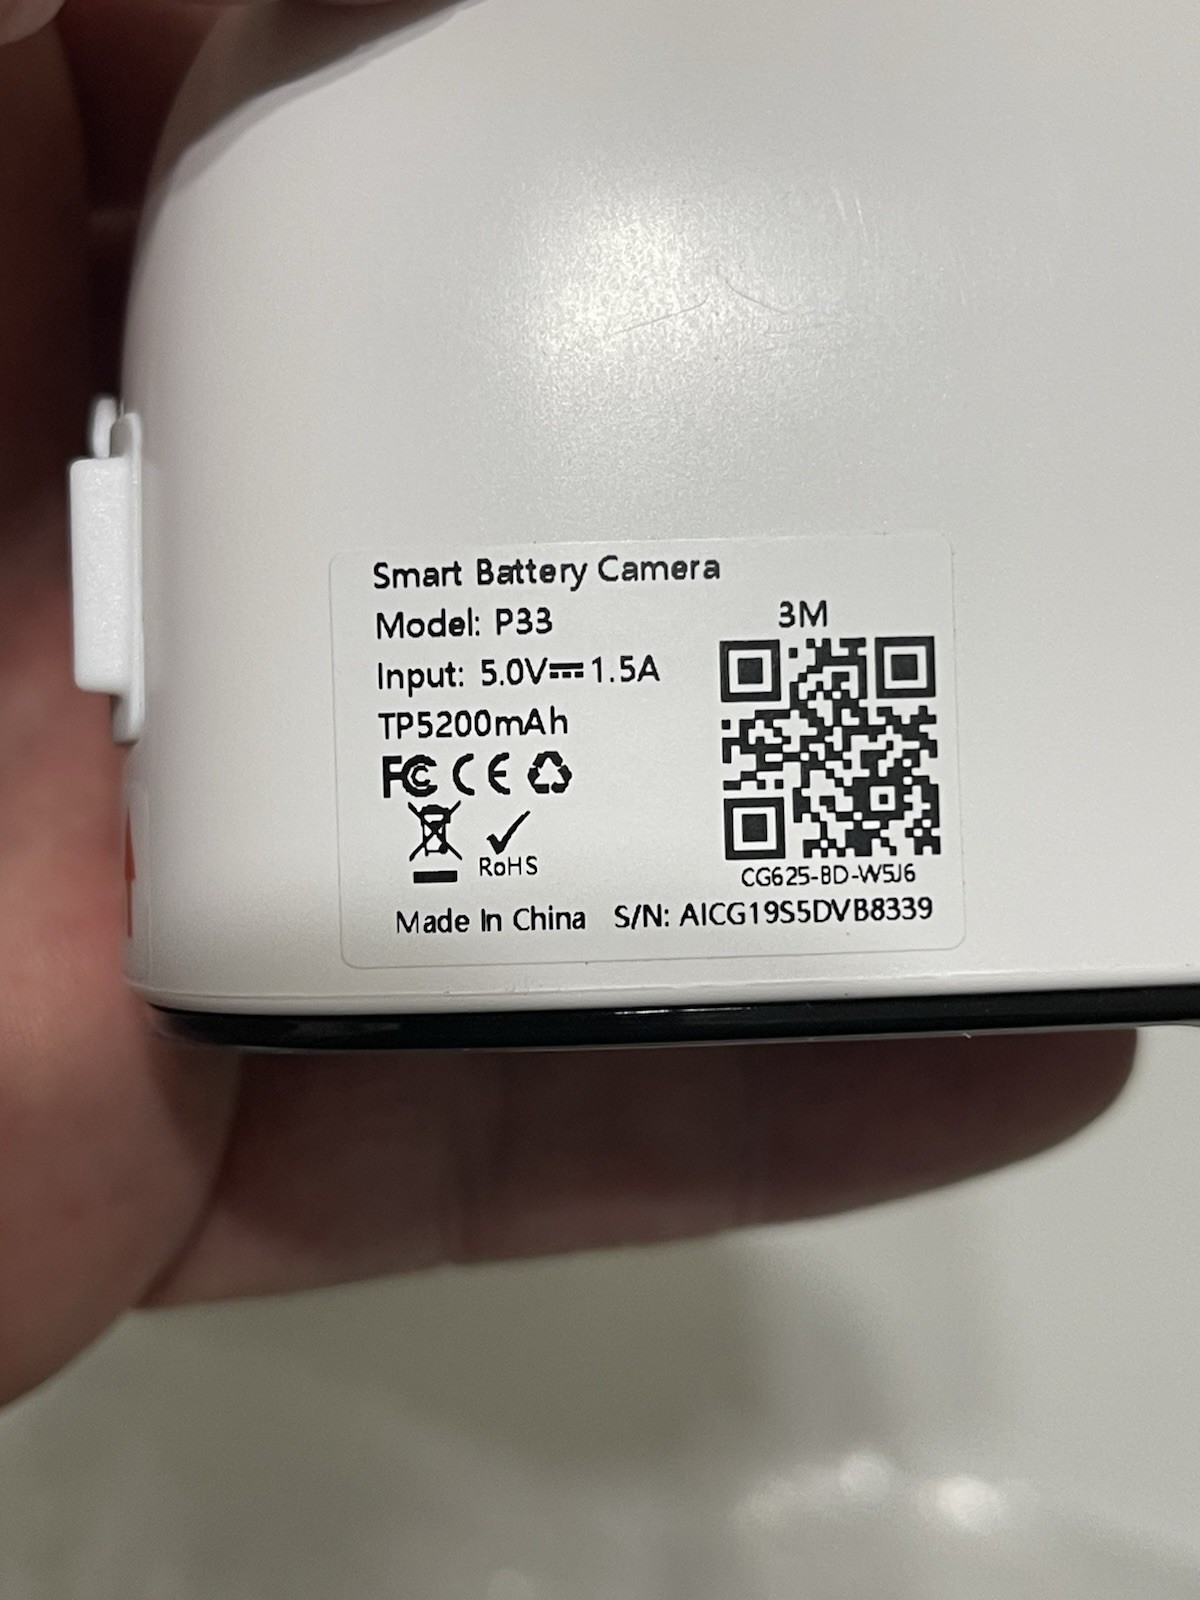 Smart Battery Camera
Model: P33
3M
Input: 5.0V⎓1.5A
TP5200mAh
FC CE
RoHS
CG625-BD-W5J6
Made In China S/N: AICG19S5DVB8339